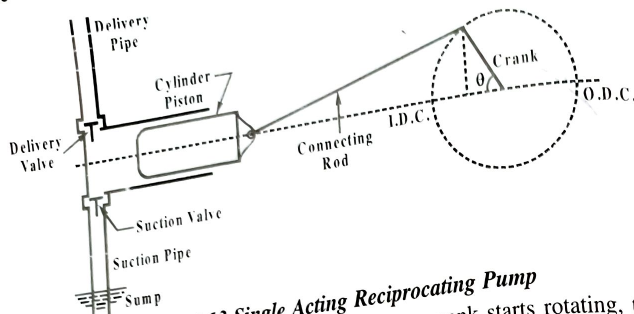 Delivery
Pipe
Cylinder
Piston
Crank
θ
O.D.C.
I.D.C.
Delivery
Valve
Connecting
Rod
Suction Valve
Suction Pipe
Sump
Single Acting Reciprocating Pump
starts rotating,